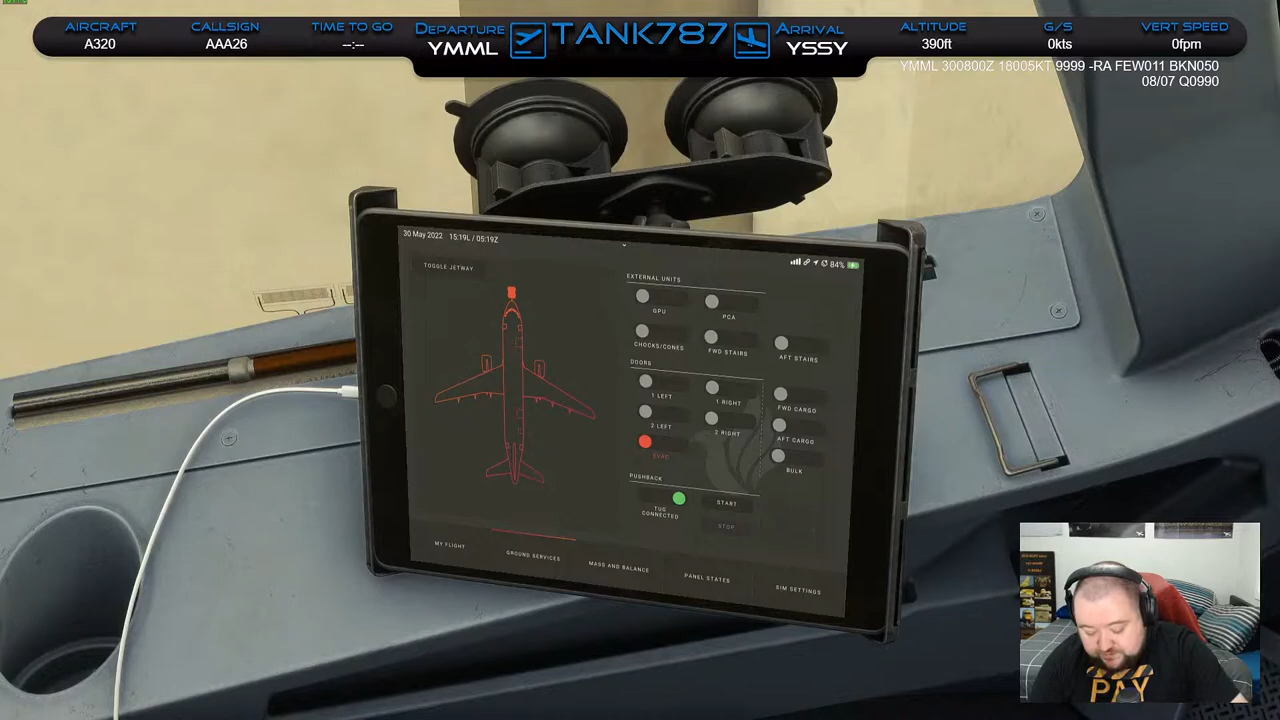 AIRCRAFT
A320
CALLSIGN
AAA26
TIME TO GO
--:--
DEPARTURE
YMML
TANK787
ARRIVAL
YSSY
ALTITUDE
390ft
G/S
0kts
VERT SPEED
0fpm
YMML 300800Z 18005KT 9999 -RA FEW011 BKN050
08/07 Q0990
30 May 2022 15:19L / 05:19Z
84%
TOGGLE JETWAY
EXTERNAL UNITS
GPU
PCA
CHOCKS/CONES
FWD STAIRS
AFT STAIRS
DOORS
1 LEFT
1 RIGHT
FWD CARGO
2 LEFT
2 RIGHT
AFT CARGO
EVAC
BULK
PUSHBACK
TUG
CONNECTED
START
STOP
MY FLIGHT
GROUND SERVICES
MASS AND BALANCE
PANEL STATES
SIM SETTINGS
PAY